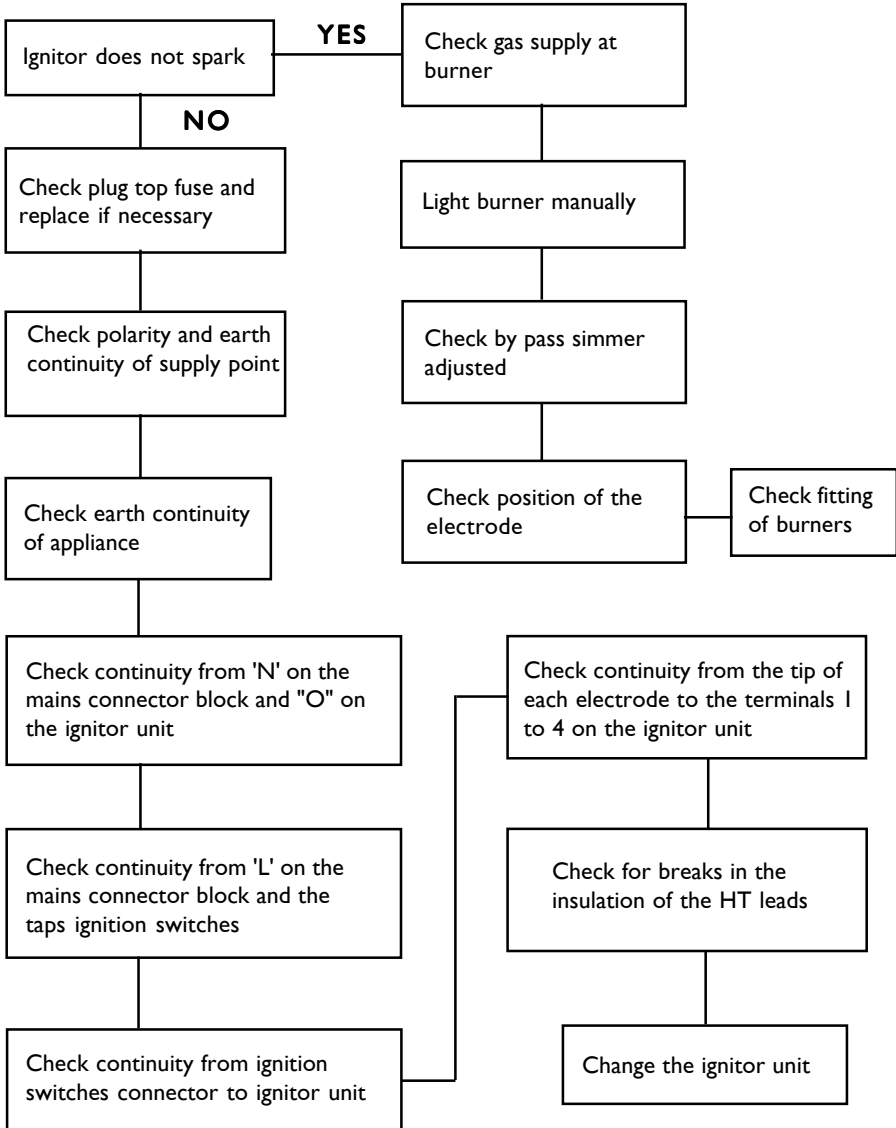 Ignitor does not spark
YES
Check gas supply at
burner
NO
Check plug top fuse and
replace if necessary
Light burner manually
Check polarity and earth
continuity of supply point
Check by pass simmer
adjusted
Check earth continuity
of appliance
Check position of the
electrode
Check fitting
of burners
Check continuity from 'N' on the
mains connector block and "O" on
the ignitor unit
Check continuity from 'L' on the
mains connector block and the
taps ignition switches
Check continuity from ignition
switches connector to ignitor unit
Check continuity from the tip of
each electrode to the terminals 1
to 4 on the ignitor unit
Check for breaks in the
insulation of the HT leads
Change the ignitor unit